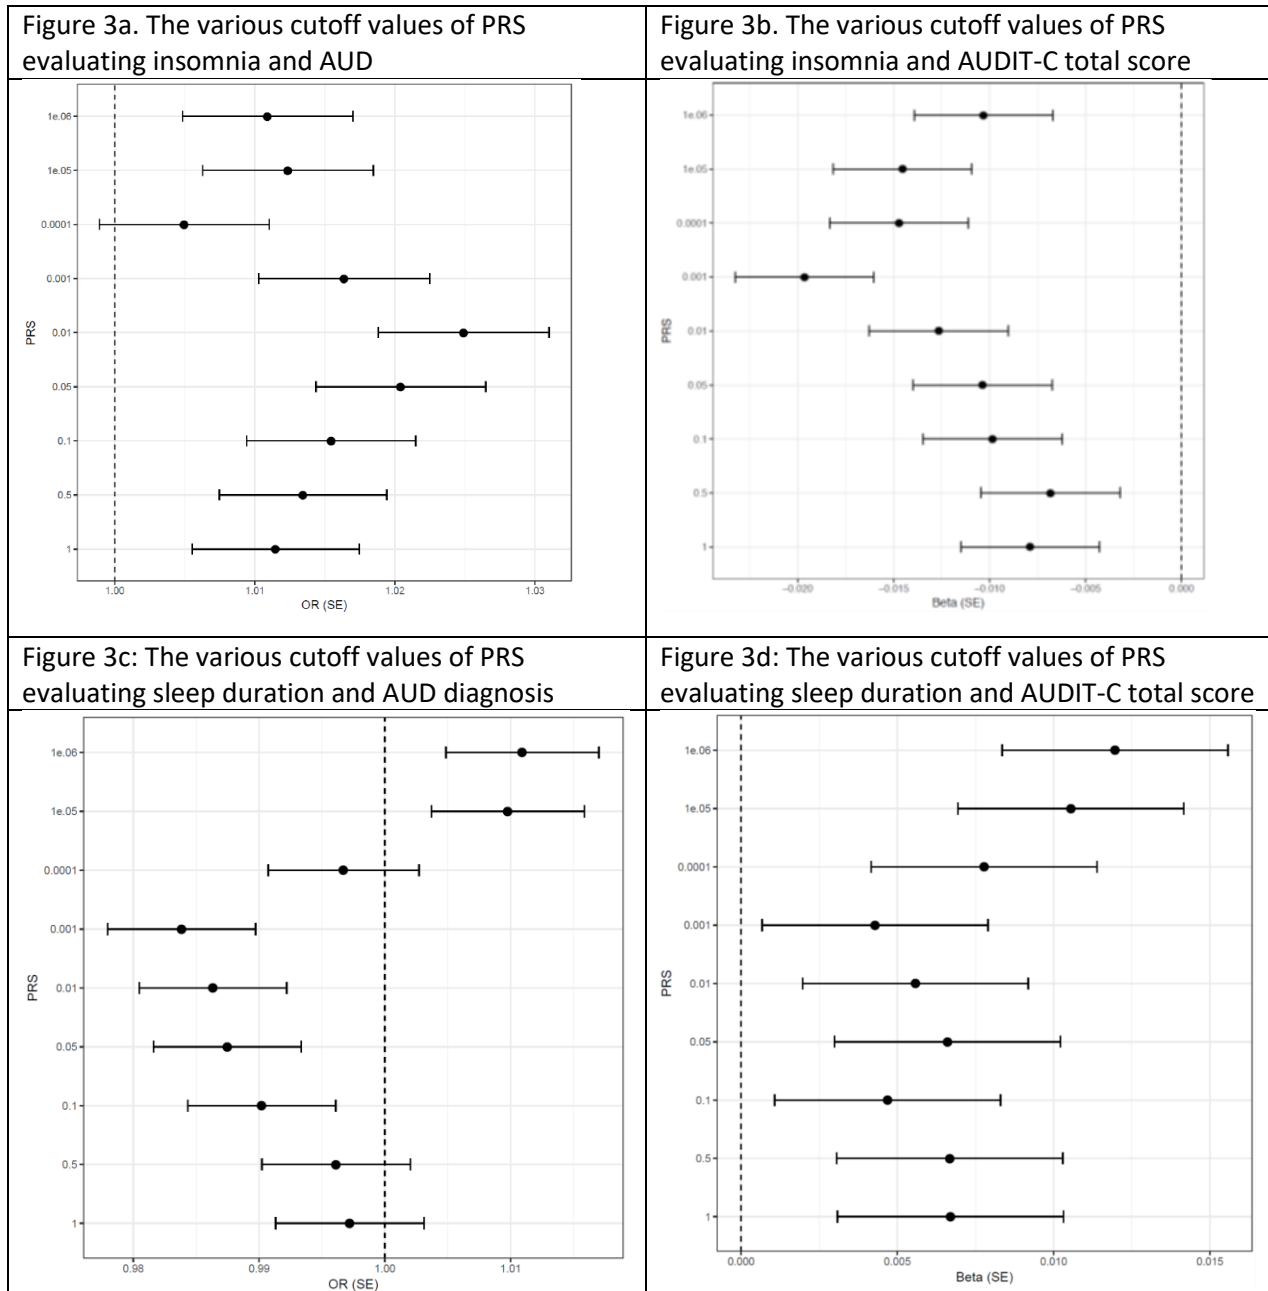 Figure 3a. The various cutoff values of PRS
evaluating insomnia and AUD
1e.06
1e.05
0.0001
0.001
0.01
0.05
0.1
0.5
1
PRS
1.00 1.01 1.02 1.03
OR (SE)
Figure 3b. The various cutoff values of PRS
evaluating insomnia and AUDIT-C total score
1e.06
1e.05
0.0001
0.001
0.01
0.05
0.1
0.5
1
PRS
−0.020 −0.015 −0.010 −0.005 0.000
Beta (SE)
Figure 3c: The various cutoff values of PRS
evaluating sleep duration and AUD diagnosis
1e.06
1e.05
0.0001
0.001
0.01
0.05
0.1
0.5
1
PRS
0.98 0.99 1.00 1.01
OR (SE)
Figure 3d: The various cutoff values of PRS
evaluating sleep duration and AUDIT-C total score
1e.06
1e.05
0.0001
0.001
0.01
0.05
0.1
0.5
1
PRS
0.000 0.005 0.010 0.015
Beta (SE)